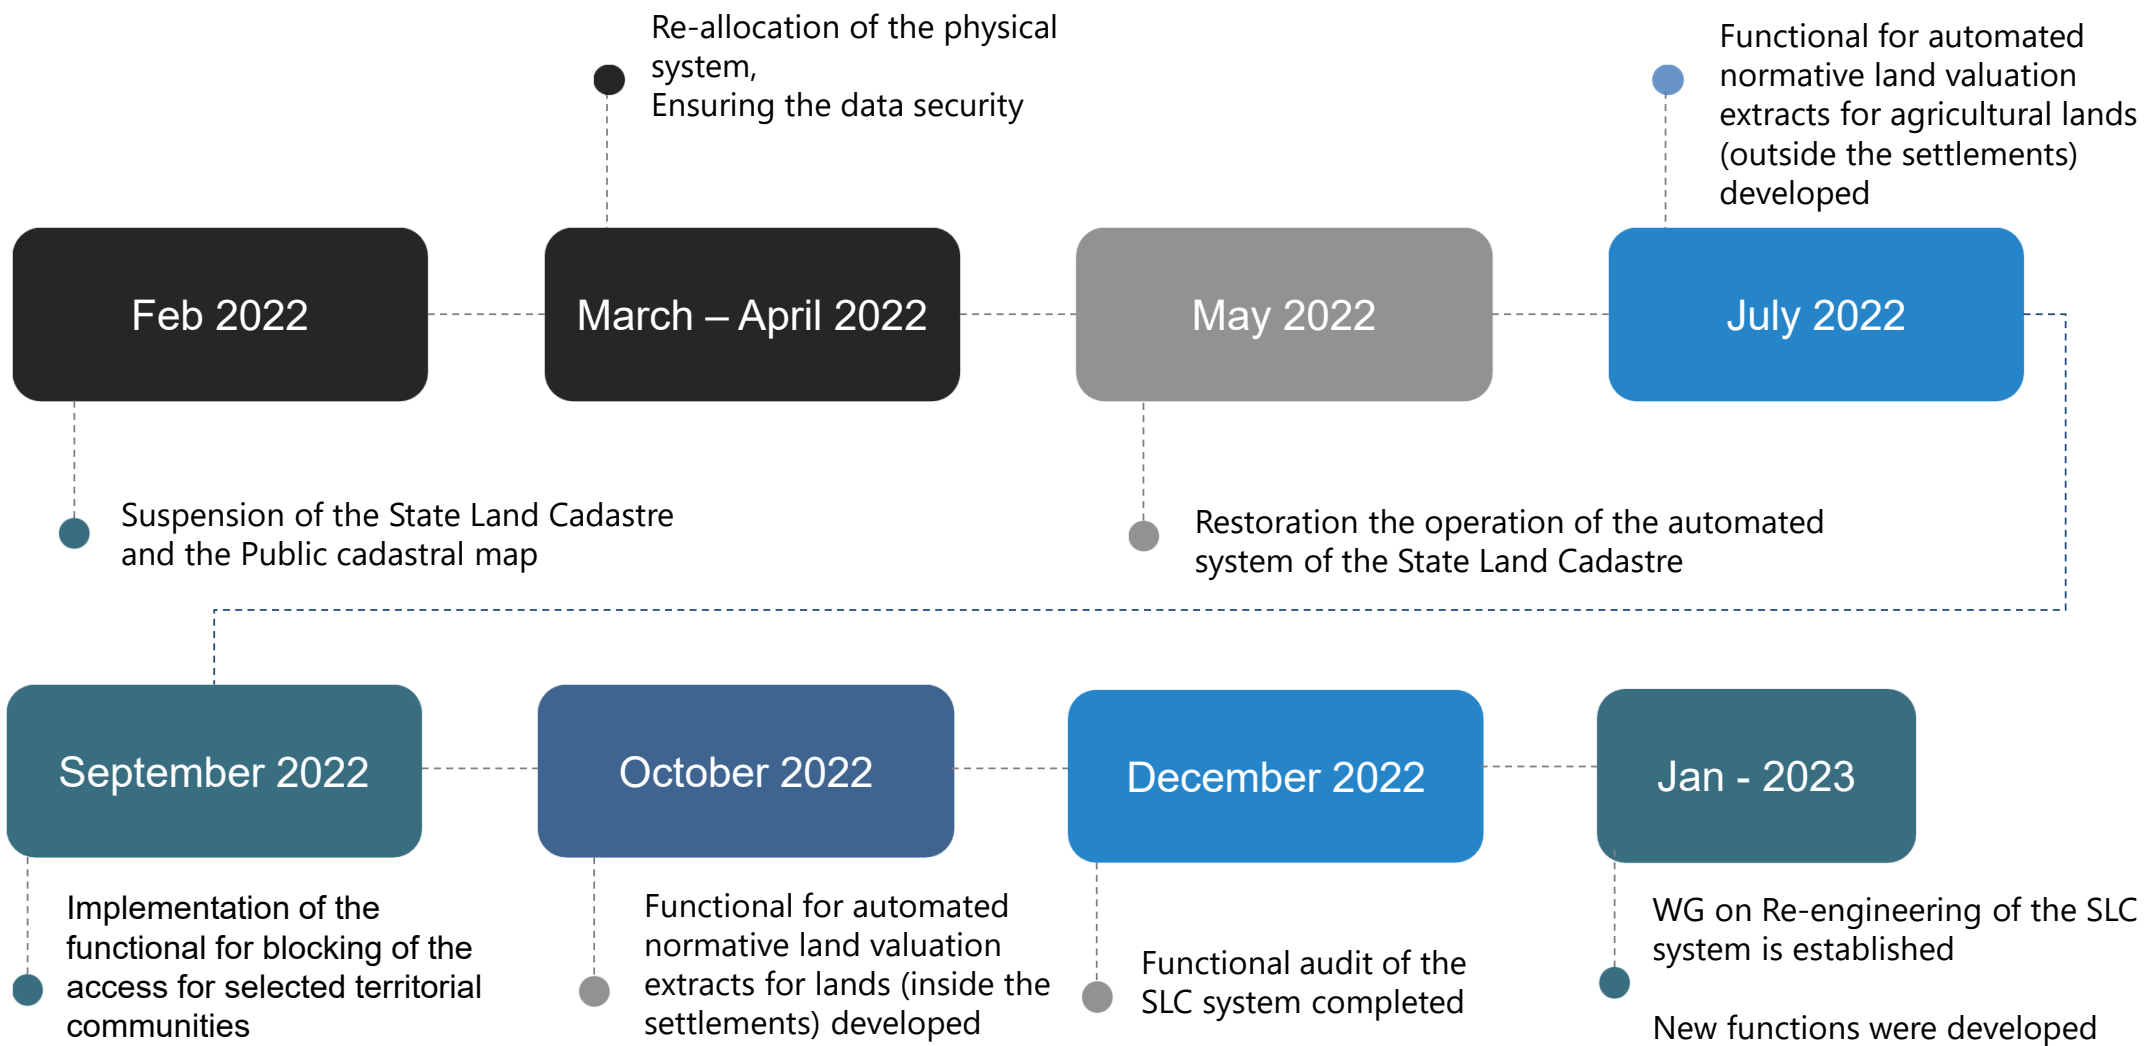 Re-allocation of the physical
system,
Ensuring the data security
Functional for automated
normative land valuation
extracts for agricultural lands
(outside the settlements)
developed
Feb 2022
March – April 2022
May 2022
July 2022
Suspension of the State Land Cadastre
and the Public cadastral map
Restoration the operation of the automated
system of the State Land Cadastre
September 2022
October 2022
December 2022
Jan - 2023
Implementation of the
functional for blocking of the
access for selected territorial
communities
Functional for automated
normative land valuation
extracts for lands (inside the
settlements) developed
Functional audit of the
SLC system completed
WG on Re-engineering of the SLC
system is established
New functions were developed